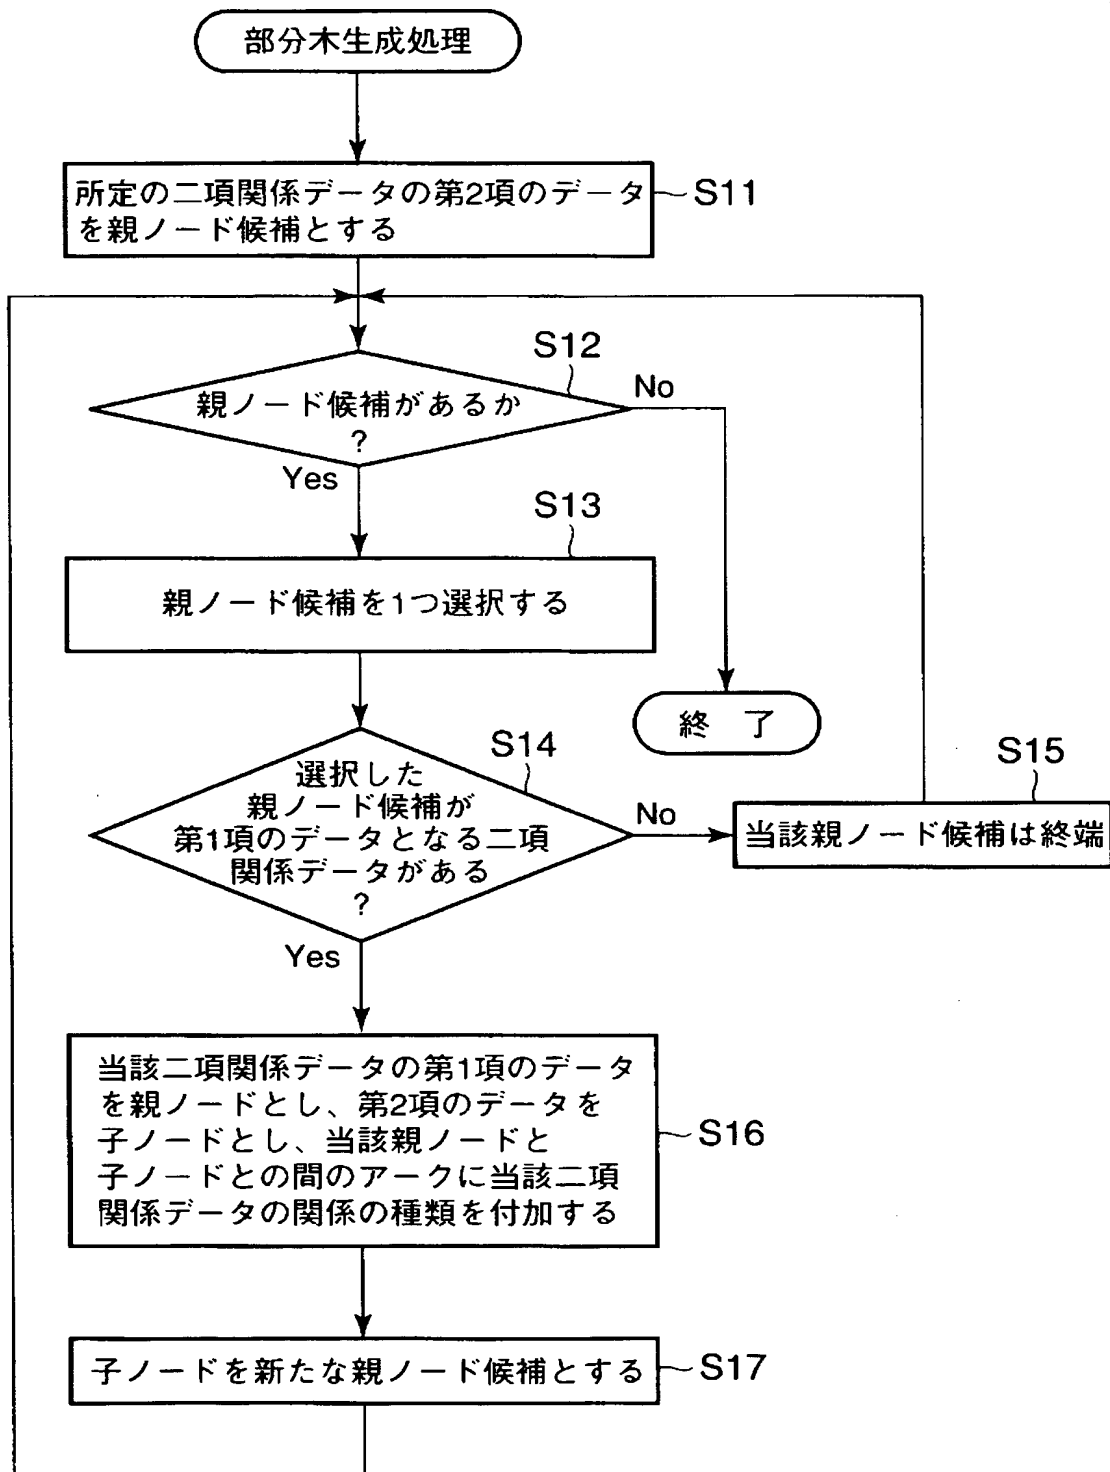 部分木生成処理
所定の二項関係データの第2項のデータ
を親ノード候補とする
S11
S12
親ノード候補があるか
?
No
Yes
S13
親ノード候補を1つ選択する
終 了
S14
選択した
親ノード候補が
第1項のデータとなる二項
関係データがある
?
No
Yes
S15
当該親ノード候補は終端
当該二項関係データの第1項のデータ
を親ノードとし、第2項のデータを
子ノードとし、当該親ノードと
子ノードとの間のアークに当該二項
関係データの関係の種類を付加する
S16
子ノードを新たな親ノード候補とする
S17